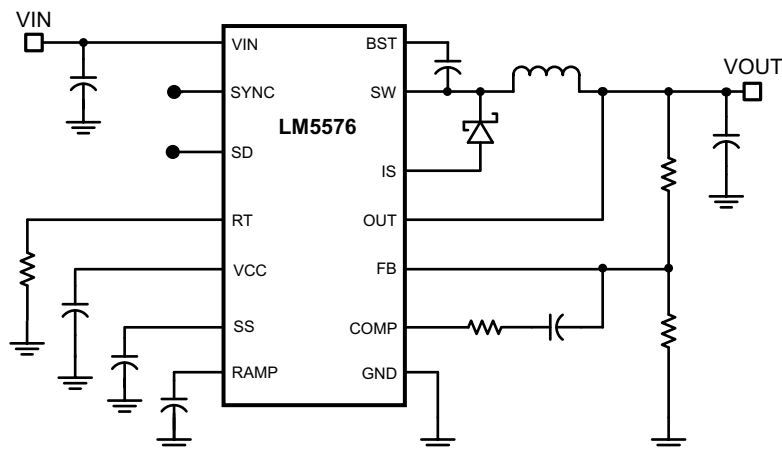 VIN
VOUT
LM5576
VIN
SYNC
SD
RT
VCC
SS
RAMP
BST
SW
IS
OUT
FB
COMP
GND